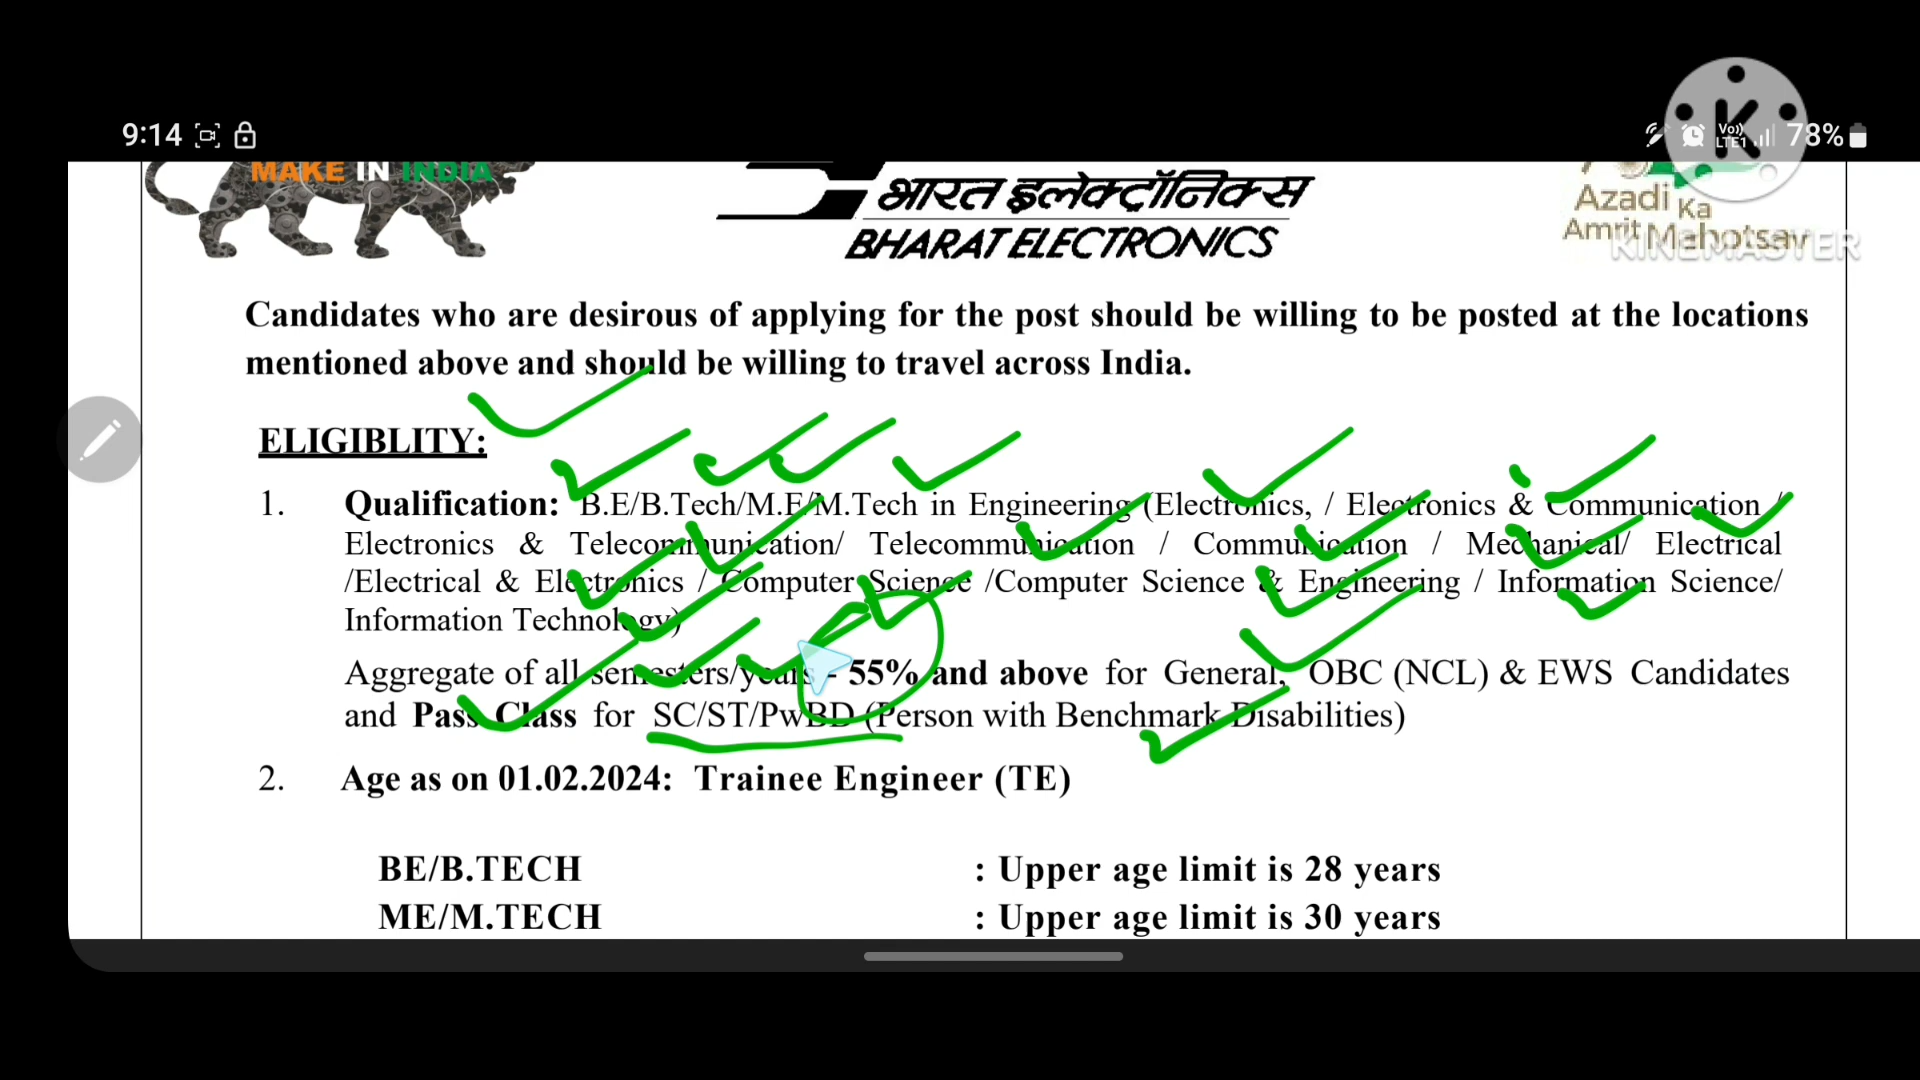 9:14
Vo)) LTE1 78%
MAKE IN INDIA
भारत इलेक्ट्रॉनिक्स
BHARAT ELECTRONICS
Azadi Ka
Amrit Mahotsav
K
KINEMASTER
Candidates who are desirous of applying for the post should be willing to be posted at the locations
mentioned above and should be willing to travel across India.
ELIGIBLITY:
1. Qualification: B.E/B.Tech/M.E/M.Tech in Engineering (Electronics, / Electronics & Communication /
Electronics & Telecommunication/ Telecommunication / Communication / Mechanical/ Electrical
/Electrical & Electronics / Computer Science /Computer Science & Engineering / Information Science/
Information Technology)
Aggregate of all semesters/years - 55% and above for General, OBC (NCL) & EWS Candidates
and Pass Class for SC/ST/PwBD (Person with Benchmark Disabilities)
2. Age as on 01.02.2024: Trainee Engineer (TE)
BE/B.TECH : Upper age limit is 28 years
ME/M.TECH : Upper age limit is 30 years